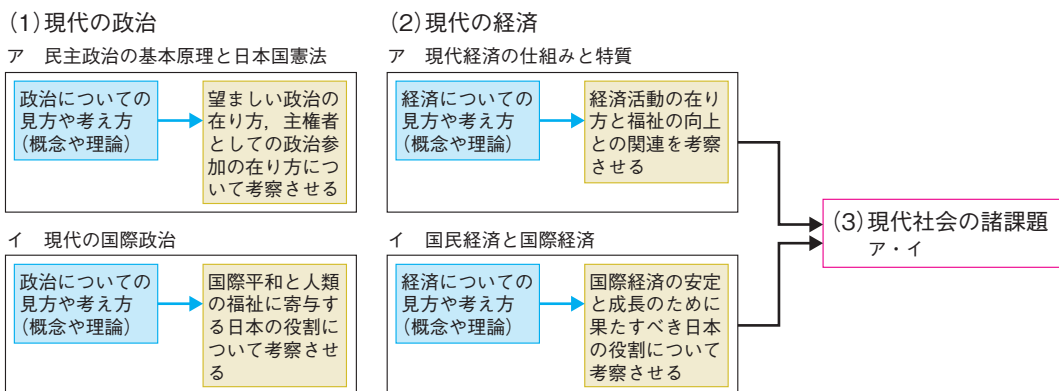 (1)現代の政治
ア　民主政治の基本原理と日本国憲法
政治についての
見方や考え方
(概念や理論)
望ましい政治の
在り方，主権者
としての政治参
加の在り方につ
いて考察させる
イ　現代の国際政治
政治についての
見方や考え方
(概念や理論)
国際平和と人類
の福祉に寄与す
る日本の役割に
ついて考察させ
る
(2)現代の経済
ア　現代経済の仕組みと特質
経済についての
見方や考え方
(概念や理論)
経済活動の在り
方と福祉の向上
との関連を考察
させる
イ　国民経済と国際経済
経済についての
見方や考え方
(概念や理論)
国際経済の安定
と成長のために
果たすべき日本
の役割について
考察させる
(3)現代社会の諸課題
ア・イ